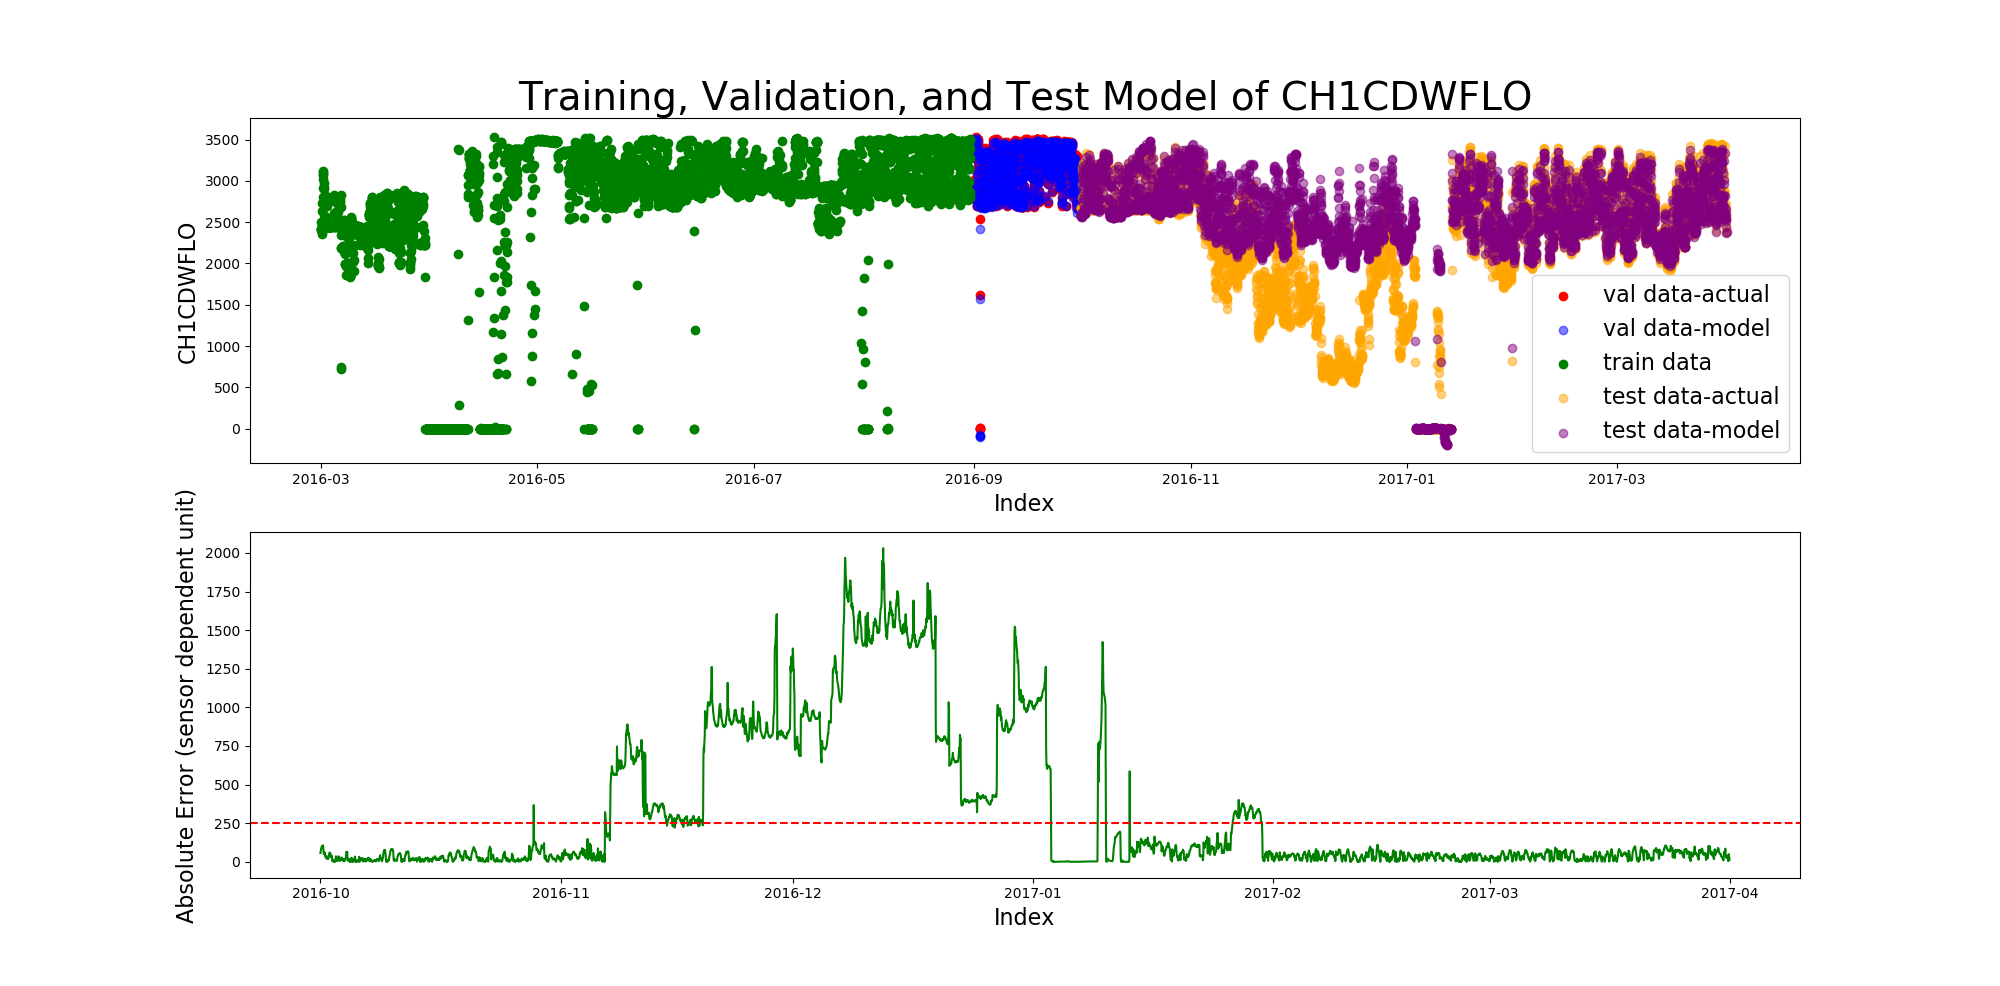 Training, Validation, and Test Model of CH1CDWFLO
CH1CDWFLO
3500
3000
2500
2000
1500
1000
500
0
val data-actual
val data-model
train data
test data-actual
test data-model
2016-03 2016-05 2016-07 2016-09 2016-11 2017-01 2017-03
Index
Absolute Error (sensor dependent unit)
2000
1750
1500
1250
1000
750
500
250
0
2016-10 2016-11 2016-12 2017-01 2017-02 2017-03 2017-04
Index